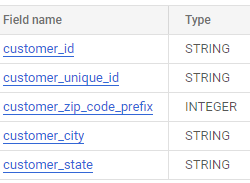 Field name Type
customer_id STRING
customer_unique_id STRING
customer_zip_code_prefix INTEGER
customer_city STRING
customer_state STRING